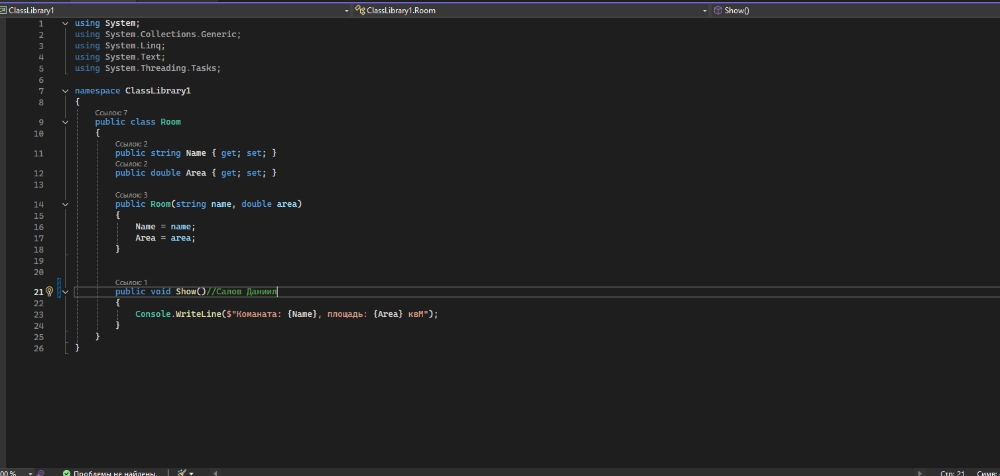 ClassLibrary1 ClassLibrary1.Room Show()
1 using System;
2 using System.Collections.Generic;
3 using System.Linq;
4 using System.Text;
5 using System.Threading.Tasks;
6
7 namespace ClassLibrary1
8 {
Ссылок: 7
9 public class Room
10 {
Ссылок: 2
11 public string Name { get; set; }
Ссылок: 2
12 public double Area { get; set; }
13
Ссылок: 3
14 public Room(string name, double area)
15 {
16 Name = name;
17 Area = area;
18 }
19
20
Ссылок: 1
21 public void Show()//Салов Даниил
22 {
23 Console.WriteLine($"Команата: {Name}, площадь: {Area} квМ");
24 }
25 }
26 }
00 % Проблемы не найдены. Стр: 21 Симв: